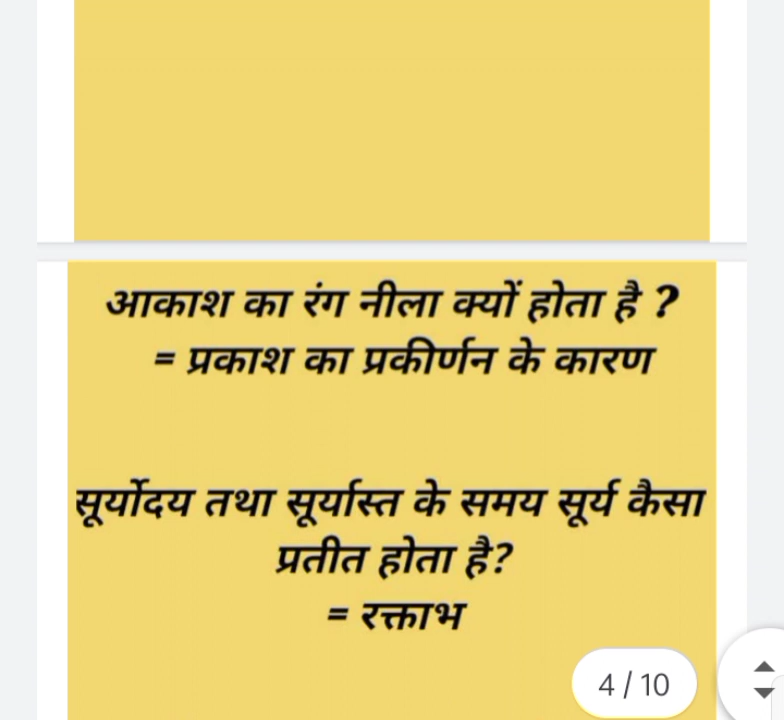 आकाश का रंग नीला क्यों होता है ?
= प्रकाश का प्रकीर्णन के कारण
सूर्योदय तथा सूर्यास्त के समय सूर्य कैसा
प्रतीत होता है?
= रक्ताभ
4 / 10